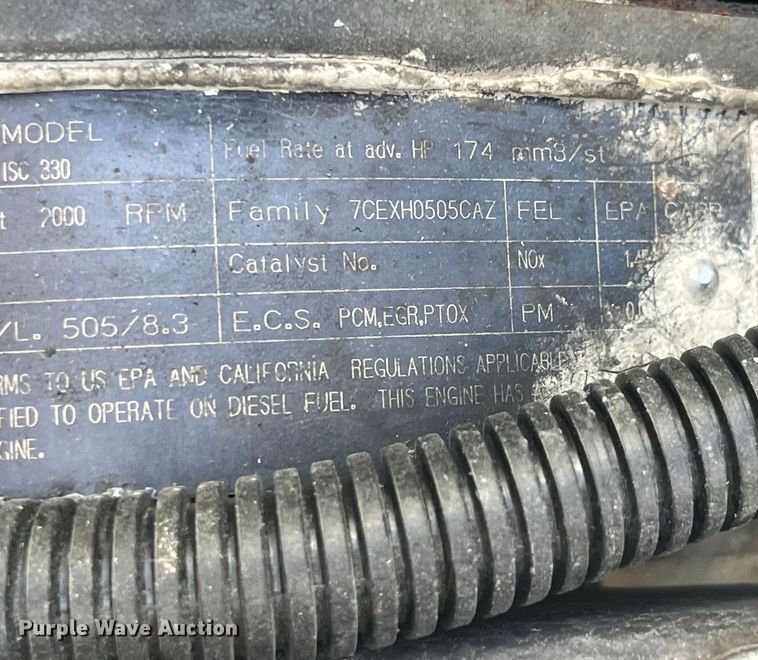 MODEL
ISC 330
Fuel Rate at adv. HP 174 mm3/st
2000 RPM
Family 7CEXH0505CAZ FEL EPA CARB
Catalyst No. NOx
/L. 505/8.3
E.C.S. PCM,EGR,PTOX PM
RMS TO US EPA AND CALIFORNIA REGULATIONS APPLICABLE
FIED TO OPERATE ON DIESEL FUEL. THIS ENGINE HAS
GINE.
Purple Wave Auction